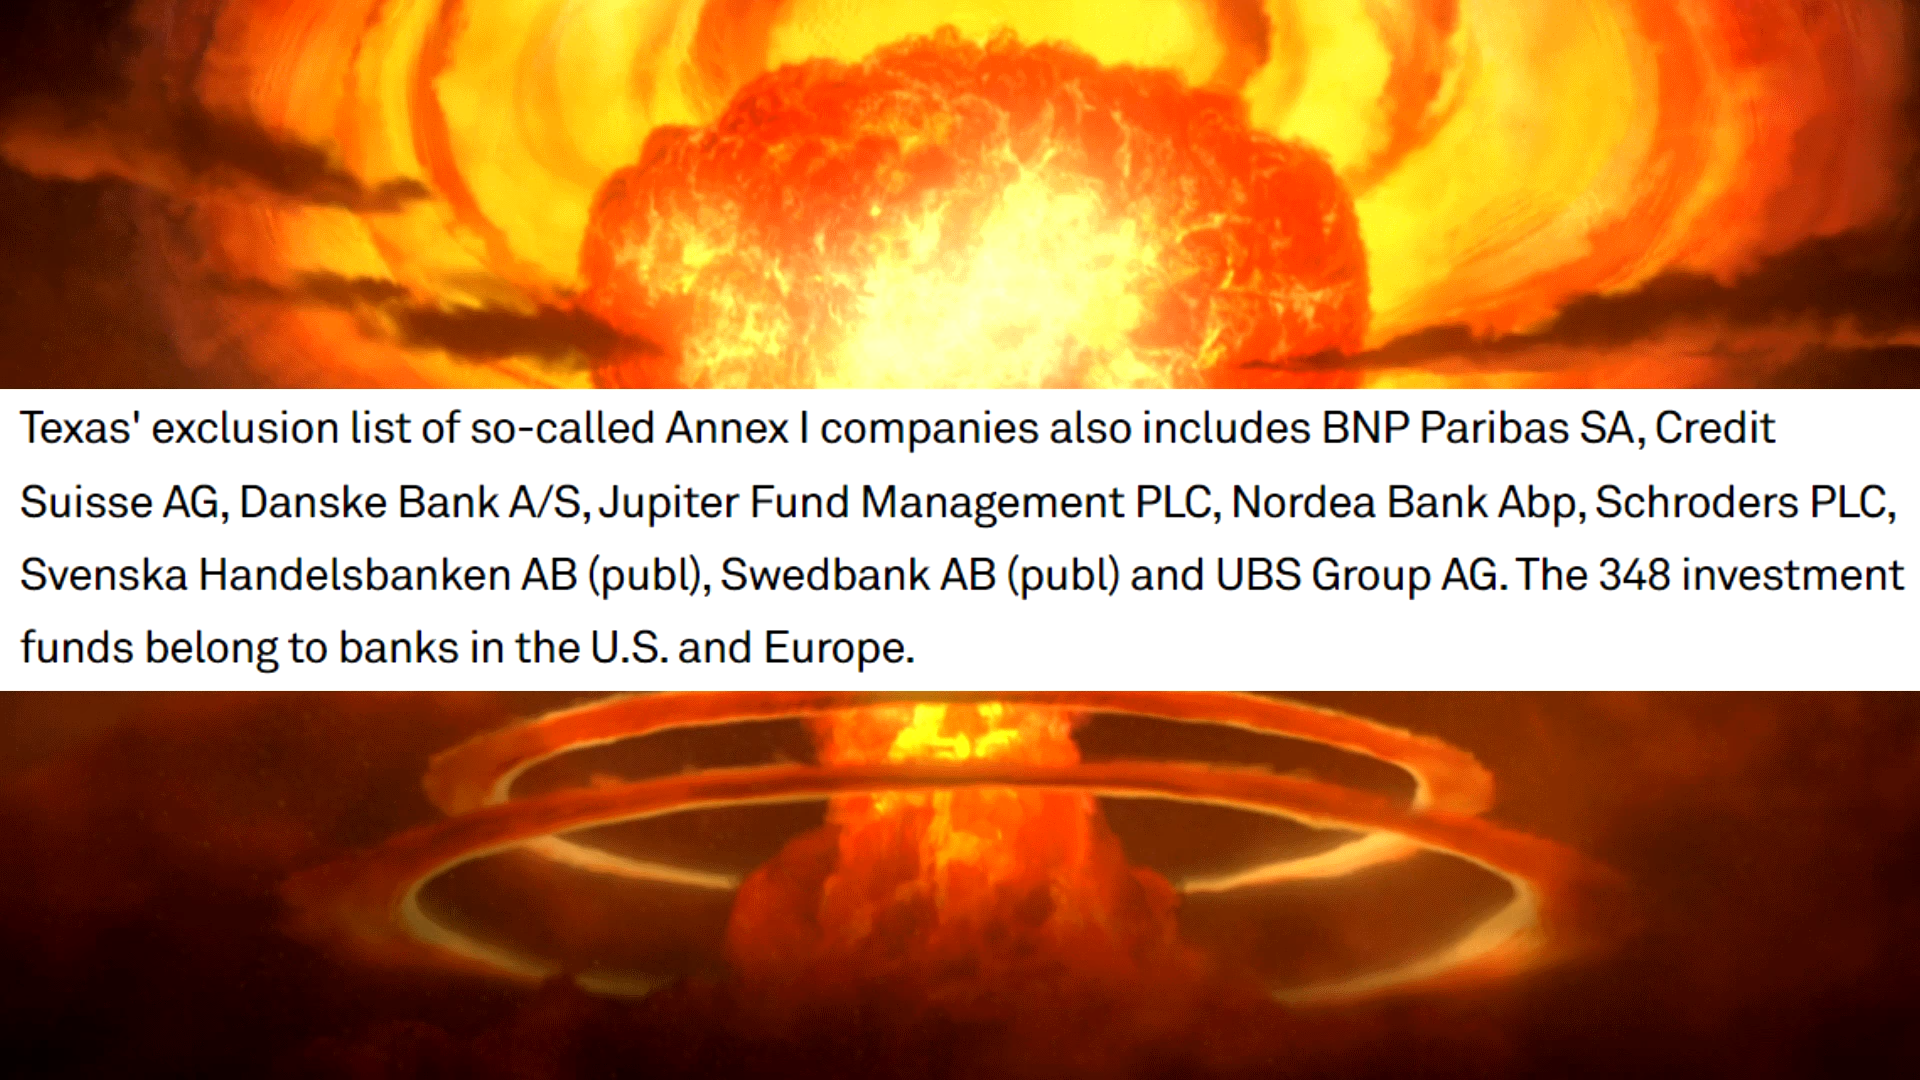 Texas' exclusion list of so-called Annex I companies also includes BNP Paribas SA, Credit
Suisse AG, Danske Bank A/S, Jupiter Fund Management PLC, Nordea Bank Abp, Schroders PLC,
Svenska Handelsbanken AB (publ), Swedbank AB (publ) and UBS Group AG. The 348 investment
funds belong to banks in the U.S. and Europe.